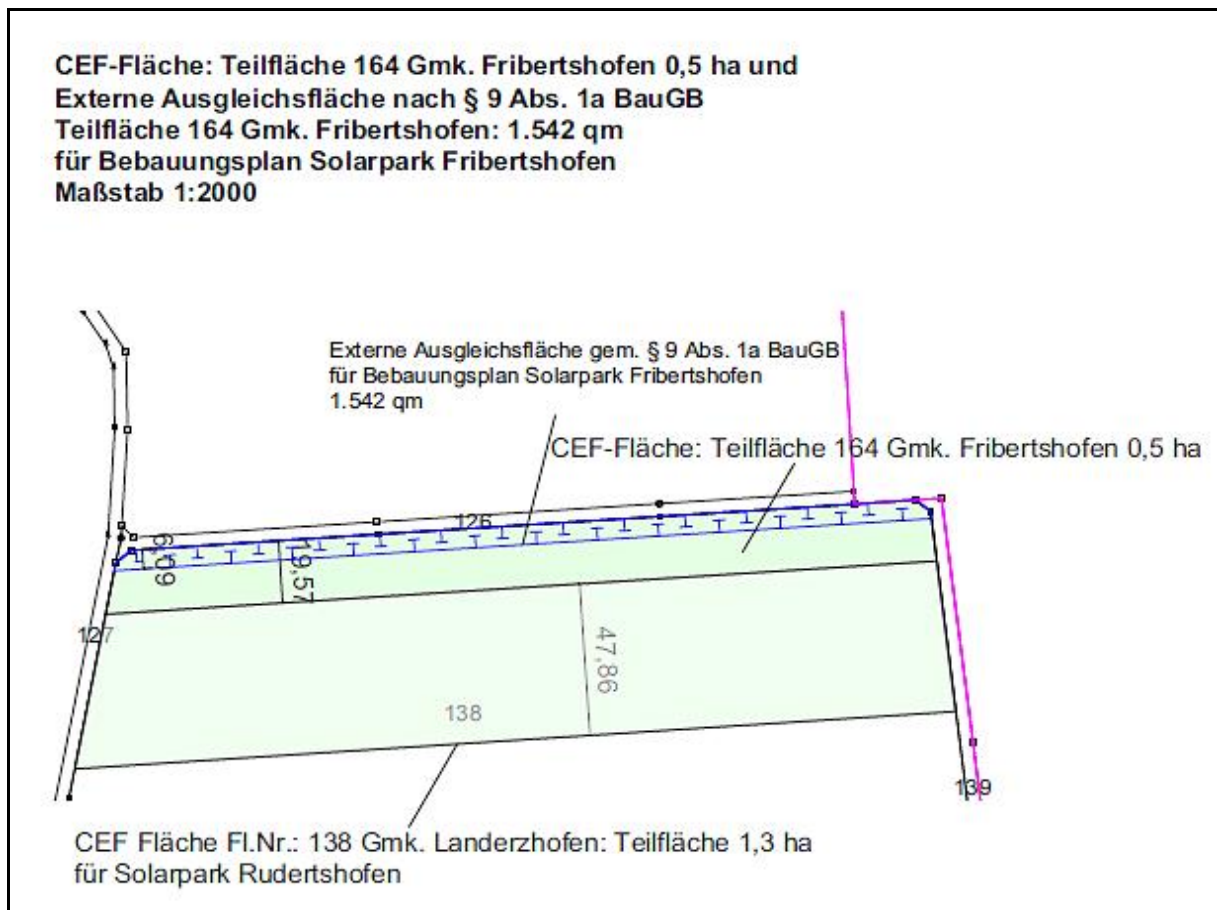 CEF-Fläche: Teilfläche 164 Gmk. Fribertshofen 0,5 ha und
Externe Ausgleichsfläche nach § 9 Abs. 1a BauGB
Teilfläche 164 Gmk. Fribertshofen: 1.542 qm
für Bebauungsplan Solarpark Fribertshofen
Maßstab 1:2000
Externe Ausgleichsfläche gem. § 9 Abs. 1a BauGB
für Bebauungsplan Solarpark Fribertshofen
1.542 qm
CEF-Fläche: Teilfläche 164 Gmk. Fribertshofen 0,5 ha
126
6,09
19,57
127
47,86
138
139
CEF Fläche Fl.Nr.: 138 Gmk. Landerzhofen: Teilfläche 1,3 ha
für Solarpark Rudertshofen